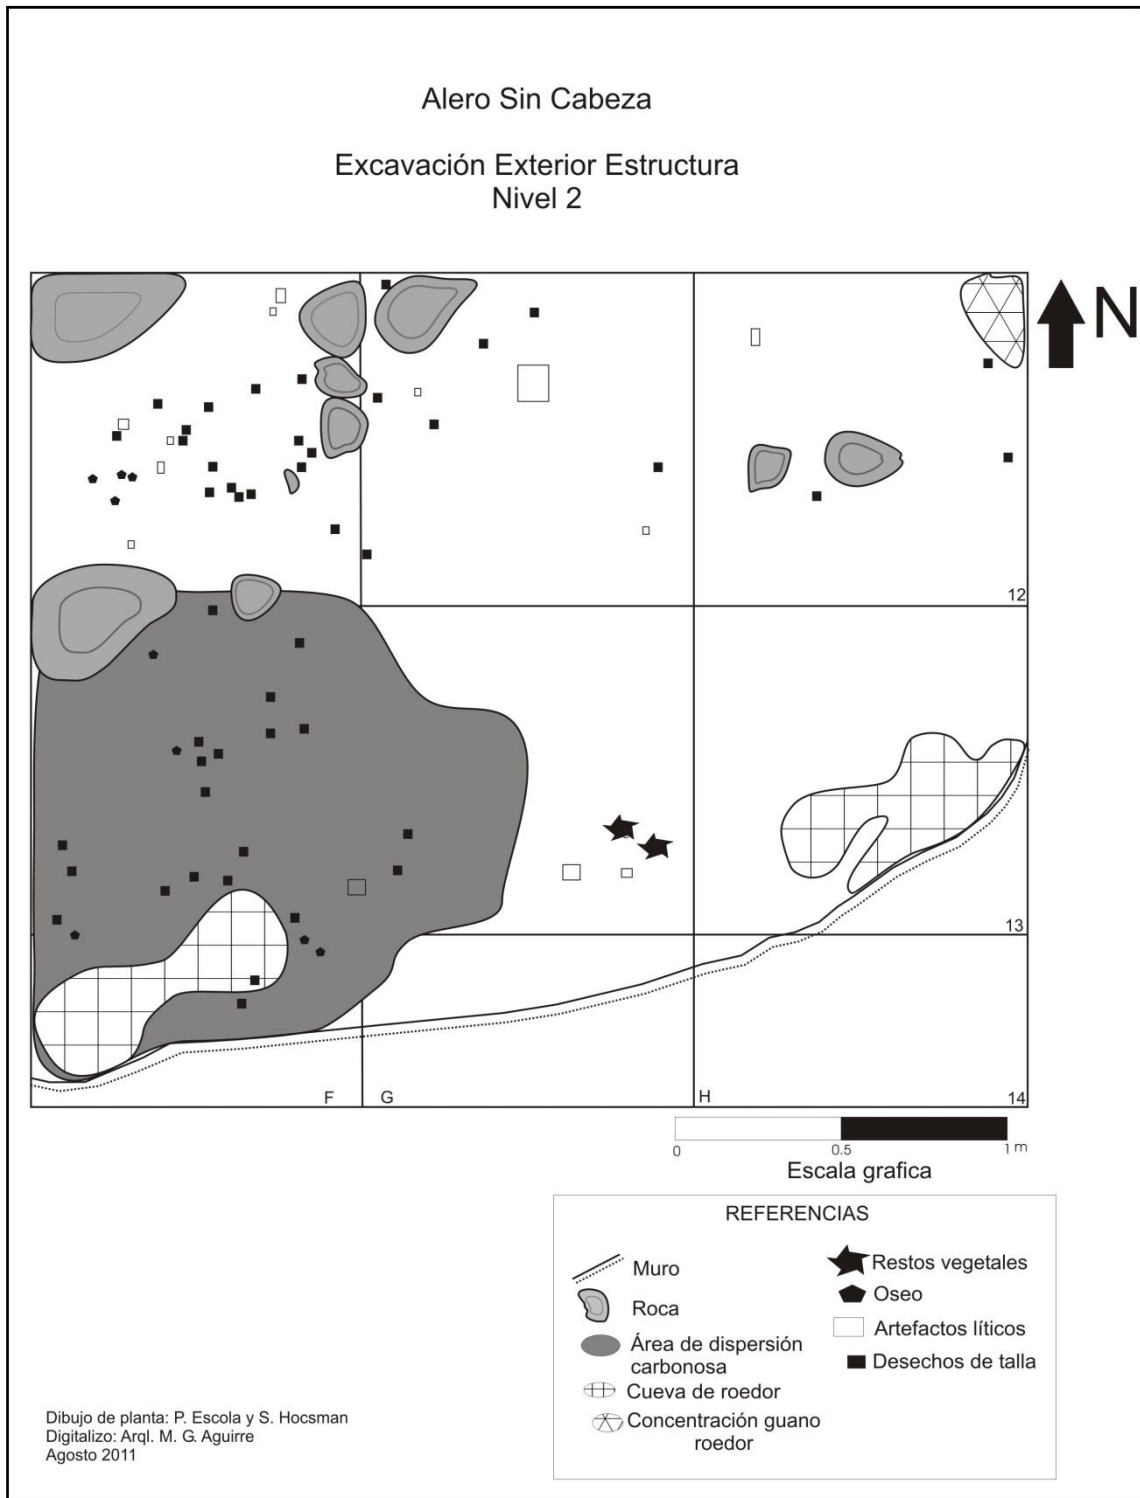 Alero Sin Cabeza
Excavación Exterior Estructura
Nivel 2
N
12
13
F G H 14
0 0.5 1 m
Escala grafica
REFERENCIAS
Muro
Roca
Área de dispersión
carbonosa
Cueva de roedor
Concentración guano
roedor
Restos vegetales
Oseo
Artefactos líticos
Desechos de talla
Dibujo de planta: P. Escola y S. Hocsman
Digitalizo: Arql. M. G. Aguirre
Agosto 2011